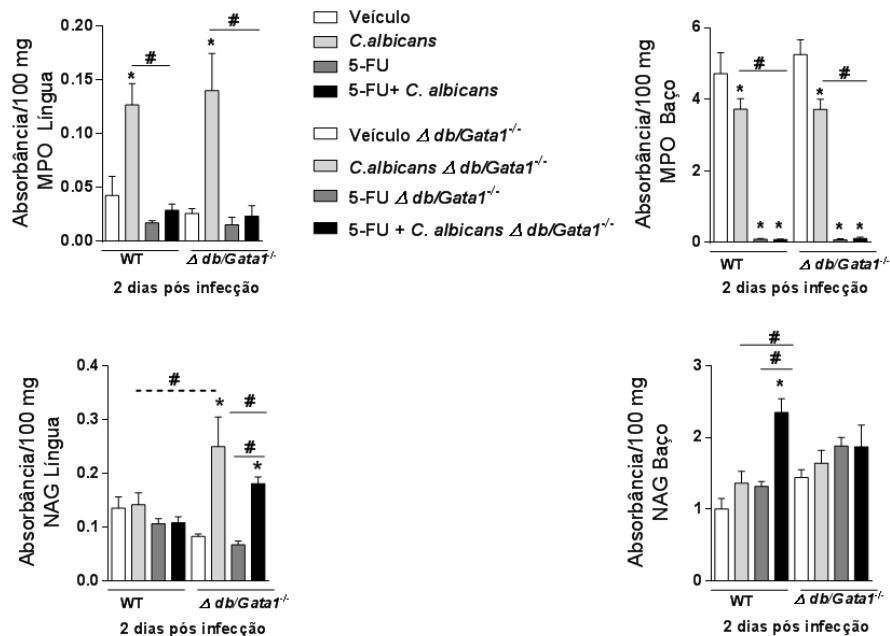 Absorbância/100 mg
MPO Língua
0.20
0.15
0.10
0.05
0.00
*
#
*
#
WT
Δ db/Gata1-/-
2 dias pós infecção
Veículo
C.albicans
5-FU
5-FU+ C. albicans
Veículo Δ db/Gata1-/-
C.albicans Δ db/Gata1-/-
5-FU Δ db/Gata1-/-
5-FU + C. albicans Δ db/Gata1-/-
Absorbância/100 mg
MPO Baço
6
4
2
0
*
#
* *
*
#
* *
WT
Δ db/Gata1-/-
2 dias pós infecção
Absorbância/100 mg
NAG Língua
0.4
0.3
0.2
0.1
0.0
#
*
#
#
*
WT
Δ db/Gata1-/-
2 dias pós infecção
Absorbância/100 mg
NAG Baço
3
2
1
0
#
#
*
WT
Δ db/Gata1-/-
2 dias pós infecção